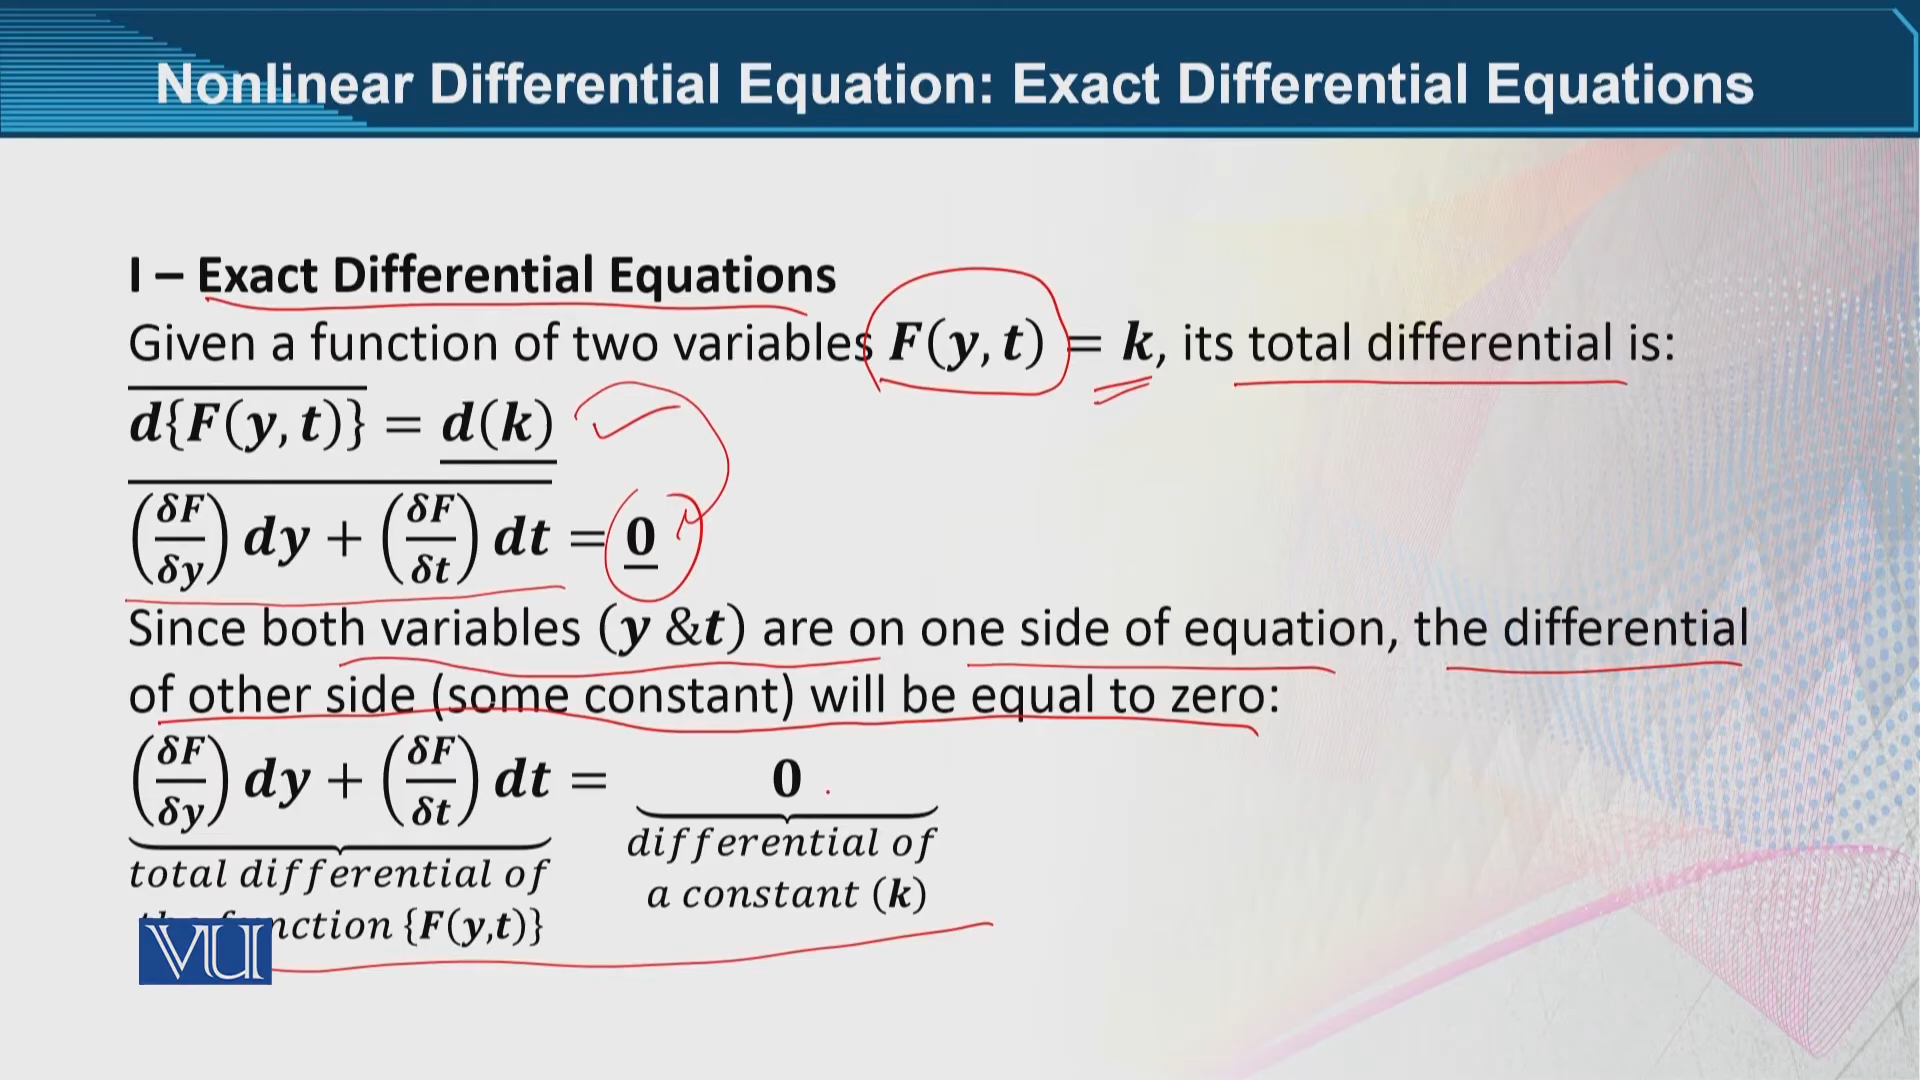 Nonlinear Differential Equation: Exact Differential Equations
I – Exact Differential Equations
Given a function of two variables F(y, t) = k, its total differential is:
d{F(y, t)} = d(k)
(δF/δy) dy + (δF/δt) dt = 0
Since both variables (y &t) are on one side of equation, the differential
of other side (some constant) will be equal to zero:
(δF/δy) dy + (δF/δt) dt = 0
total differential of
nction {F(y,t)}
differential of
a constant (k)
VU